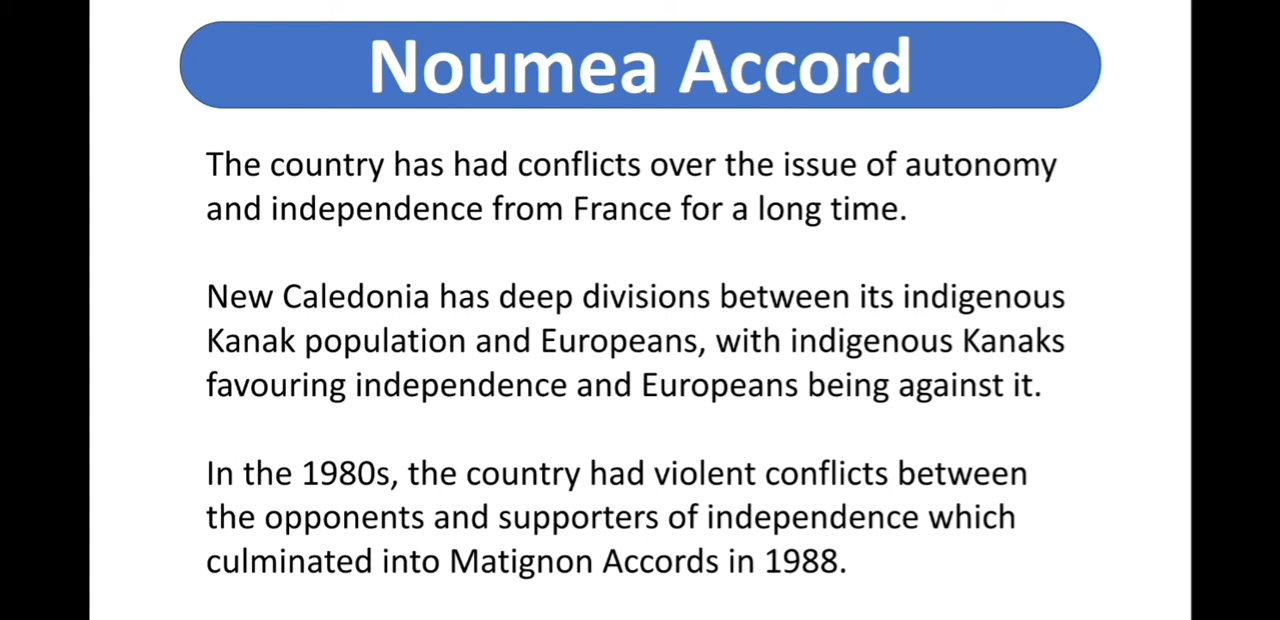 Noumea Accord
The country has had conflicts over the issue of autonomy
and independence from France for a long time.
New Caledonia has deep divisions between its indigenous
Kanak population and Europeans, with indigenous Kanaks
favouring independence and Europeans being against it.
In the 1980s, the country had violent conflicts between
the opponents and supporters of independence which
culminated into Matignon Accords in 1988.